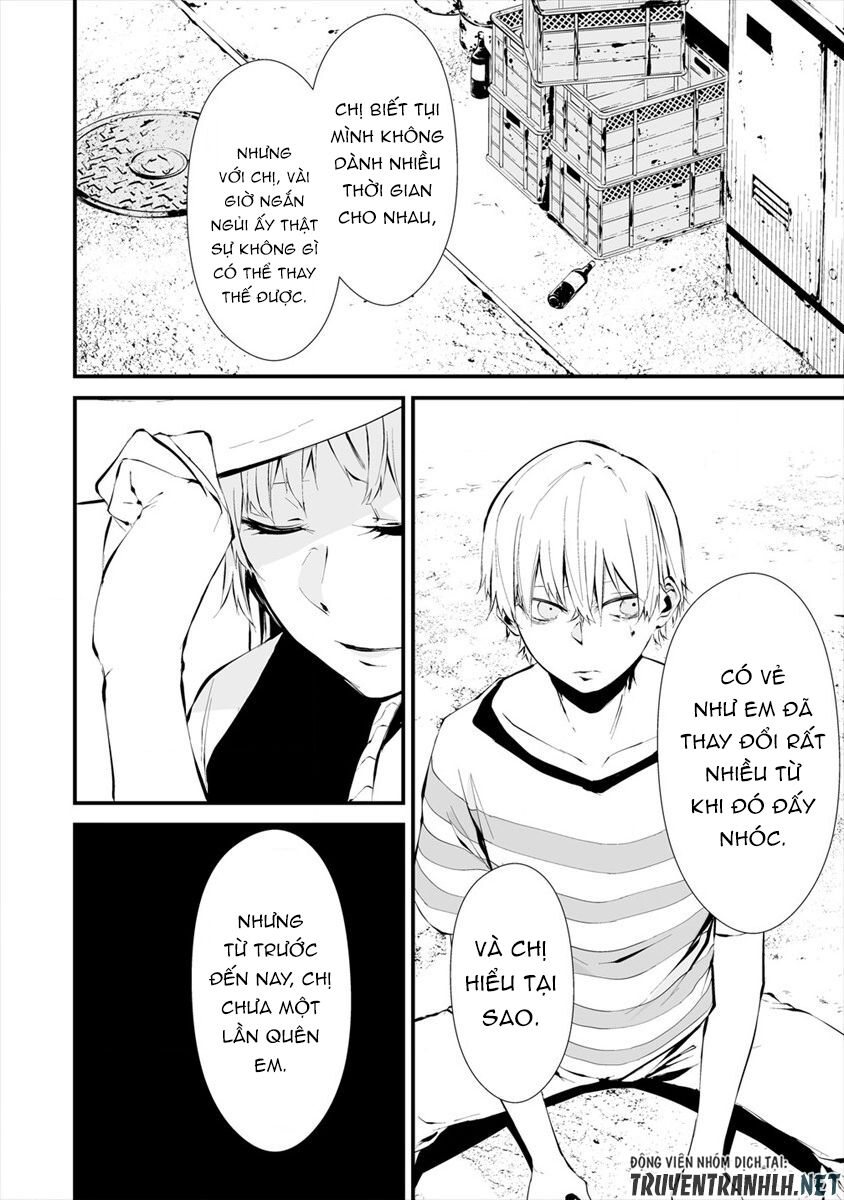 CHỊ BIẾT TỤI
MÌNH KHÔNG
DÀNH NHIỀU
THỜI GIAN
CHO NHAU,
NHƯNG
VỚI CHỊ, VÀI
GIỜ NGẮN
NGỦI ẤY THẬT
SỰ KHÔNG GÌ
CÓ THỂ THAY
THẾ ĐƯỢC.
CÓ VẺ
NHƯ EM ĐÃ
THAY ĐỔI RẤT
NHIỀU TỪ
KHI ĐÓ ĐẤY
NHÓC.
VÀ CHỊ
HIỂU TẠI
SAO.
NHƯNG
TỪ TRƯỚC
ĐẾN NAY, CHỊ
CHƯA MỘT
LẦN QUÊN
EM.
ĐỘNG VIÊN NHÓM DỊCH TẠI:
TRUYENTRANHLH.NET